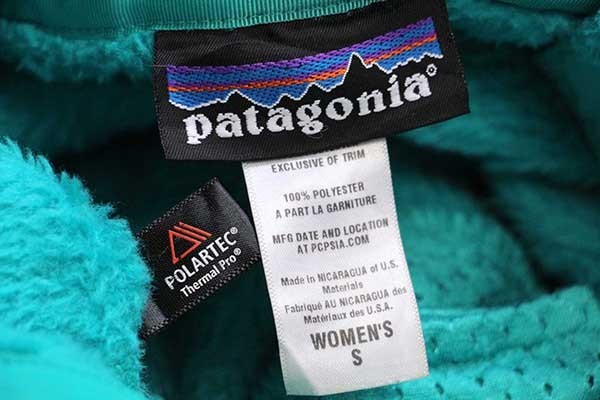 patagonia®
EXCLUSIVE OF TRIM
100% POLYESTER
A PART LA GARNITURE
MFG DATE AND LOCATION
AT PCPSIA.COM
Made in NICARAGUA of U.S.
Materials
Fabriqué AU NICARAGUA des
Matériaux des U.S.A.
WOMEN'S
S
POLARTEC®
Thermal Pro®